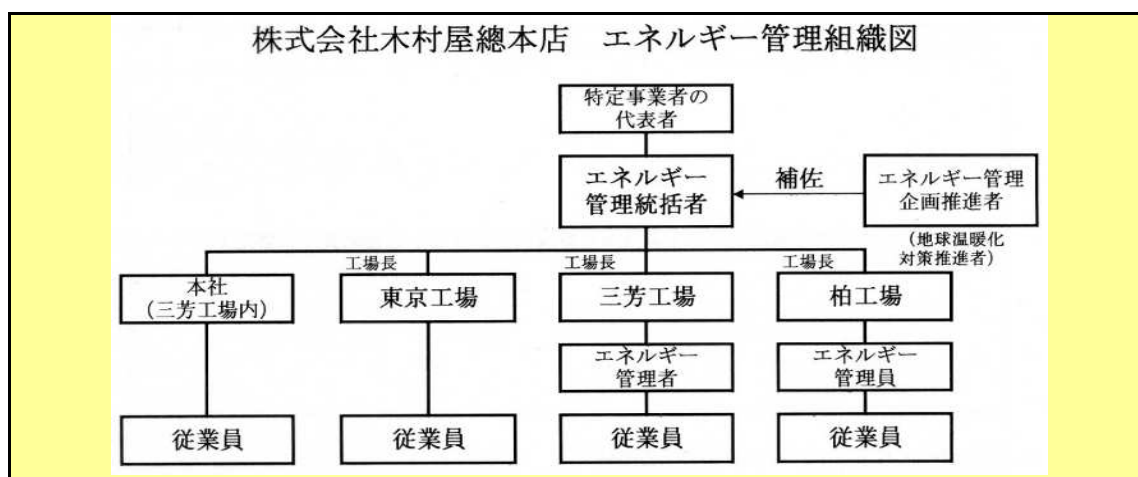 株式会社木村屋總本店　エネルギー管理組織図
特定事業者の
代表者
エネルギー
管理統括者
補佐
エネルギー管理
企画推進者
（地球温暖化
対策推進者）
本社
（三芳工場内）
工場長
東京工場
工場長
三芳工場
工場長
柏工場
エネルギー
管理者
エネルギー
管理員
従業員
従業員
従業員
従業員